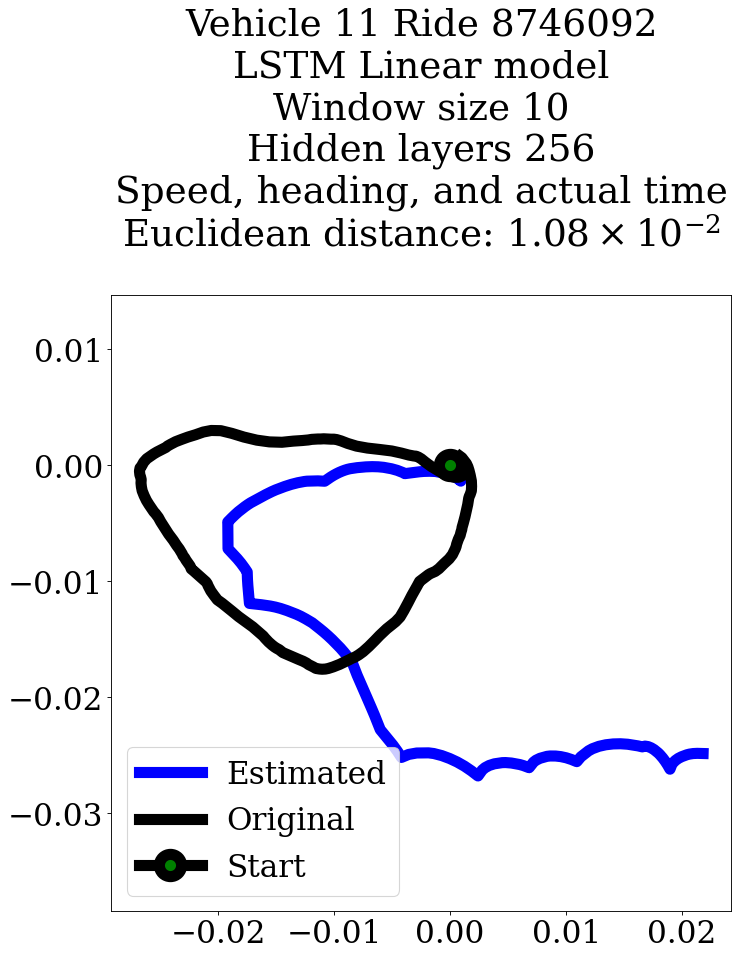 Vehicle 11 Ride 8746092
LSTM Linear model
Window size 10
Hidden layers 256
Speed, heading, and actual time
Euclidean distance: 1.08 × 10⁻²
0.01
0.00
−0.01
−0.02
−0.03
Estimated
Original
Start
−0.02 −0.01 0.00 0.01 0.02